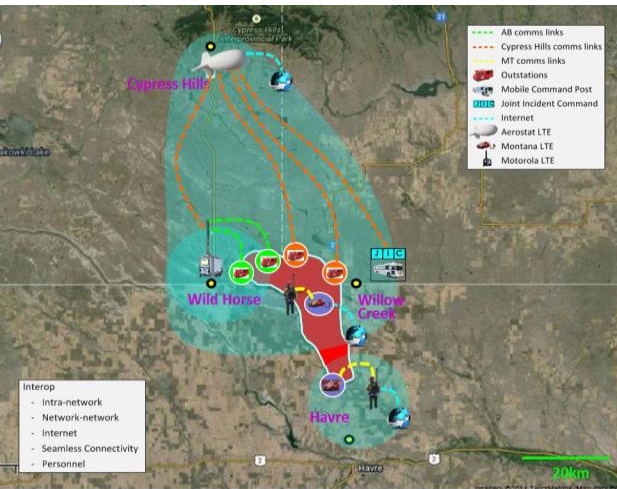 21
Cypress Hills
Interprovincial Park
AB comms links
Cypress Hills comms links
MT comms links
Outstations
Mobile Command Post
JIC
Joint Incident Command
Internet
Aerostat LTE
Montana LTE
Motorola LTE
Cypress Hills
JIC
Wild Horse
Willow
Creek
Havre
Interop
- Intra-network
- Network-network
- Internet
- Seamless Connectivity
- Personnel
2
2
Havre
20km